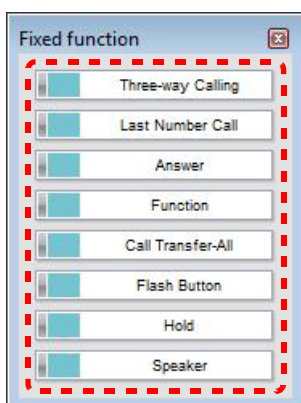 Fixed function
Three-way Calling
Last Number Call
Answer
Function
Call Transfer-All
Flash Button
Hold
Speaker